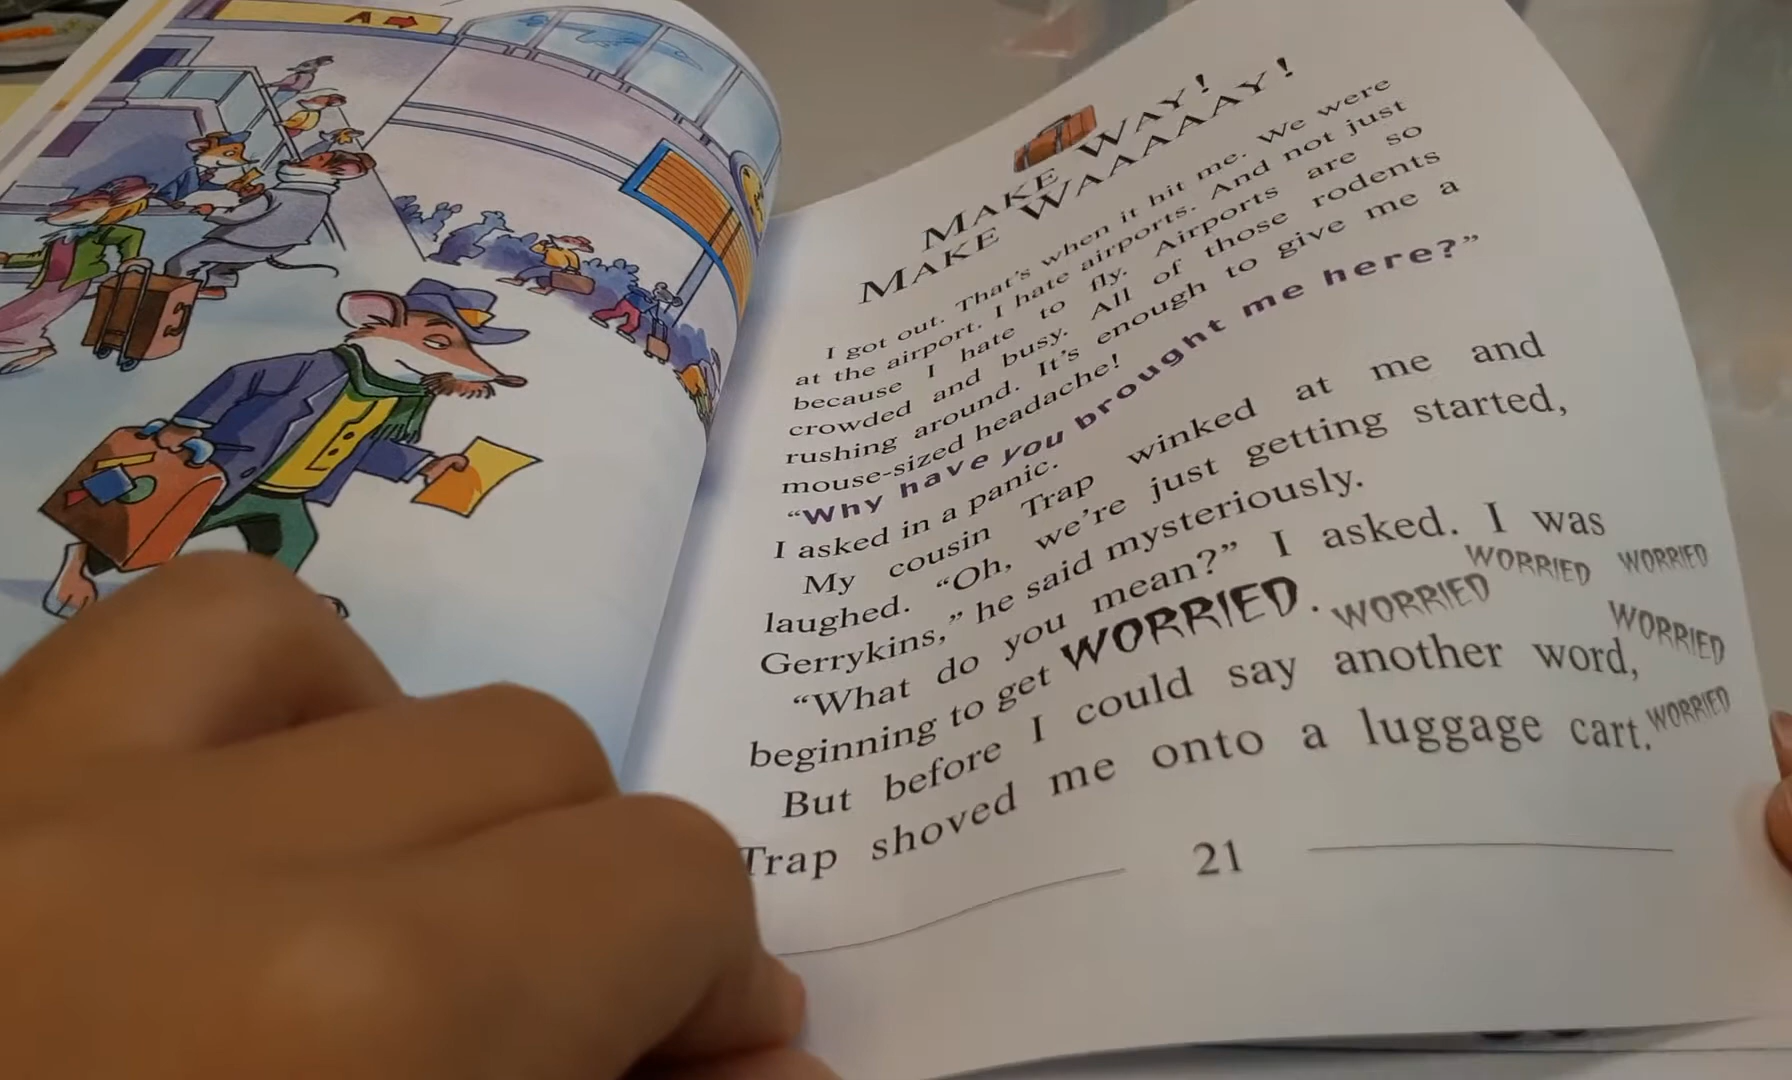 A
MAKE WAY!
MAKE WAAAAAY!
I got out. That's when it hit me. We were
at the airport. I hate airports. And not just
because I hate to fly. Airports are so
crowded and busy. All of those rodents
rushing around. It's enough to give me a
mouse-sized headache!
“Why have you brought me here?”
I asked in a panic.
My cousin Trap winked at me and
laughed. “Oh, we're just getting started,
Gerrykins,” he said mysteriously.
“What do you mean?” I asked. I was
beginning to get WORRIED. WORRIED WORRIED WORRIED
WORRIED
But before I could say another word,
Trap shoved me onto a luggage cart. WORRIED
21